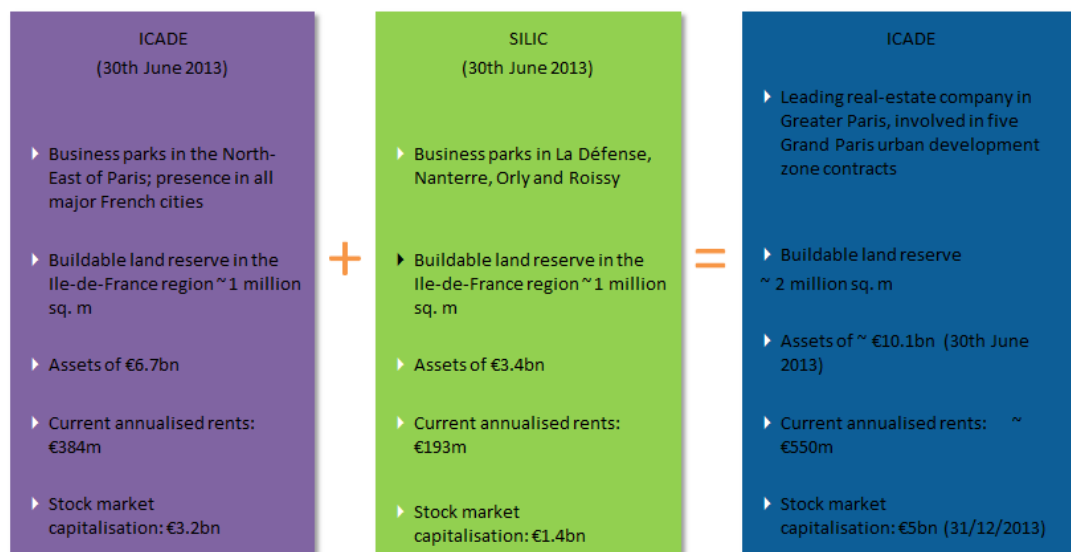 ICADE
(30th June 2013)
Business parks in the North-
East of Paris; presence in all
major French cities
Buildable land reserve in the
Ile-de-France region ~ 1 million
sq. m
Assets of €6.7bn
Current annualised rents:
€384m
Stock market
capitalisation: €3.2bn
+
SILIC
(30th June 2013)
Business parks in La Défense,
Nanterre, Orly and Roissy
Buildable land reserve in the
Ile-de-France region ~ 1 million
sq. m
Assets of €3.4bn
Current annualised rents:
€193m
Stock market
capitalisation: €1.4bn
=
ICADE
Leading real-estate company in
Greater Paris, involved in five
Grand Paris urban development
zone contracts
Buildable land reserve
~ 2 million sq. m
Assets of ~ €10.1bn (30th June
2013)
Current annualised rents: ~
€550m
Stock market
capitalisation: €5bn (31/12/2013)